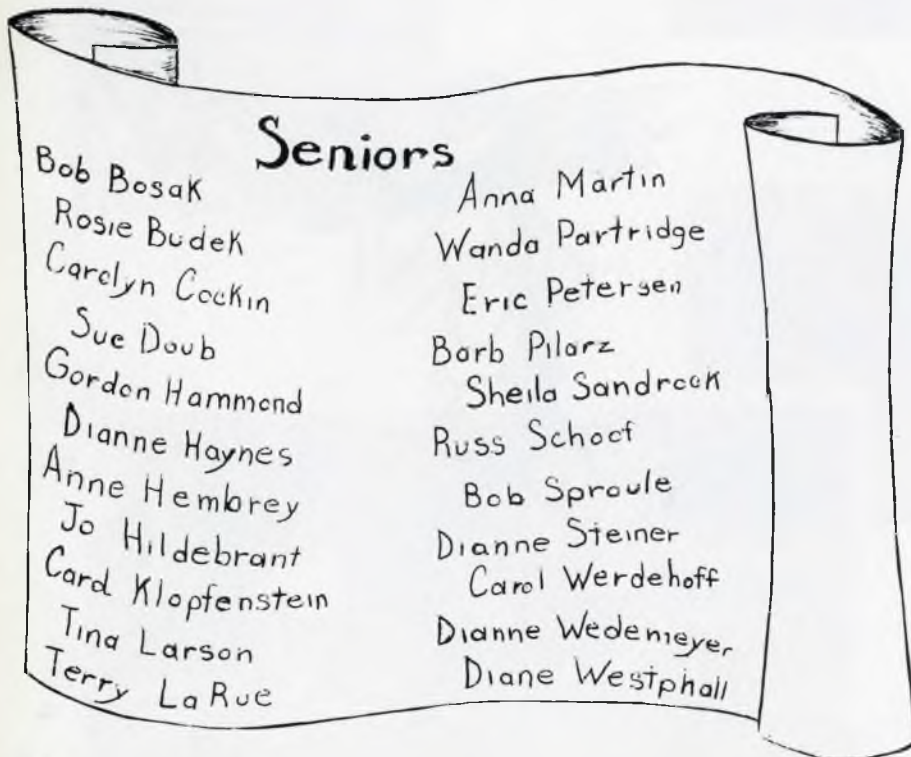 Seniors
Bob Bosak
Rosie Budek
Carolyn Cockin
Sue Doub
Gordon Hammond
Dianne Haynes
Anne Hembrey
Jo Hildebrant
Carol Klopfenstein
Tina Larson
Terry LaRue
Anna Martin
Wanda Partridge
Eric Petersen
Barb Pilarz
Sheila Sandrock
Russ Schoof
Bob Sproule
Dianne Steiner
Carol Werdehoff
Dianne Wedemeyer
Diane Westphall